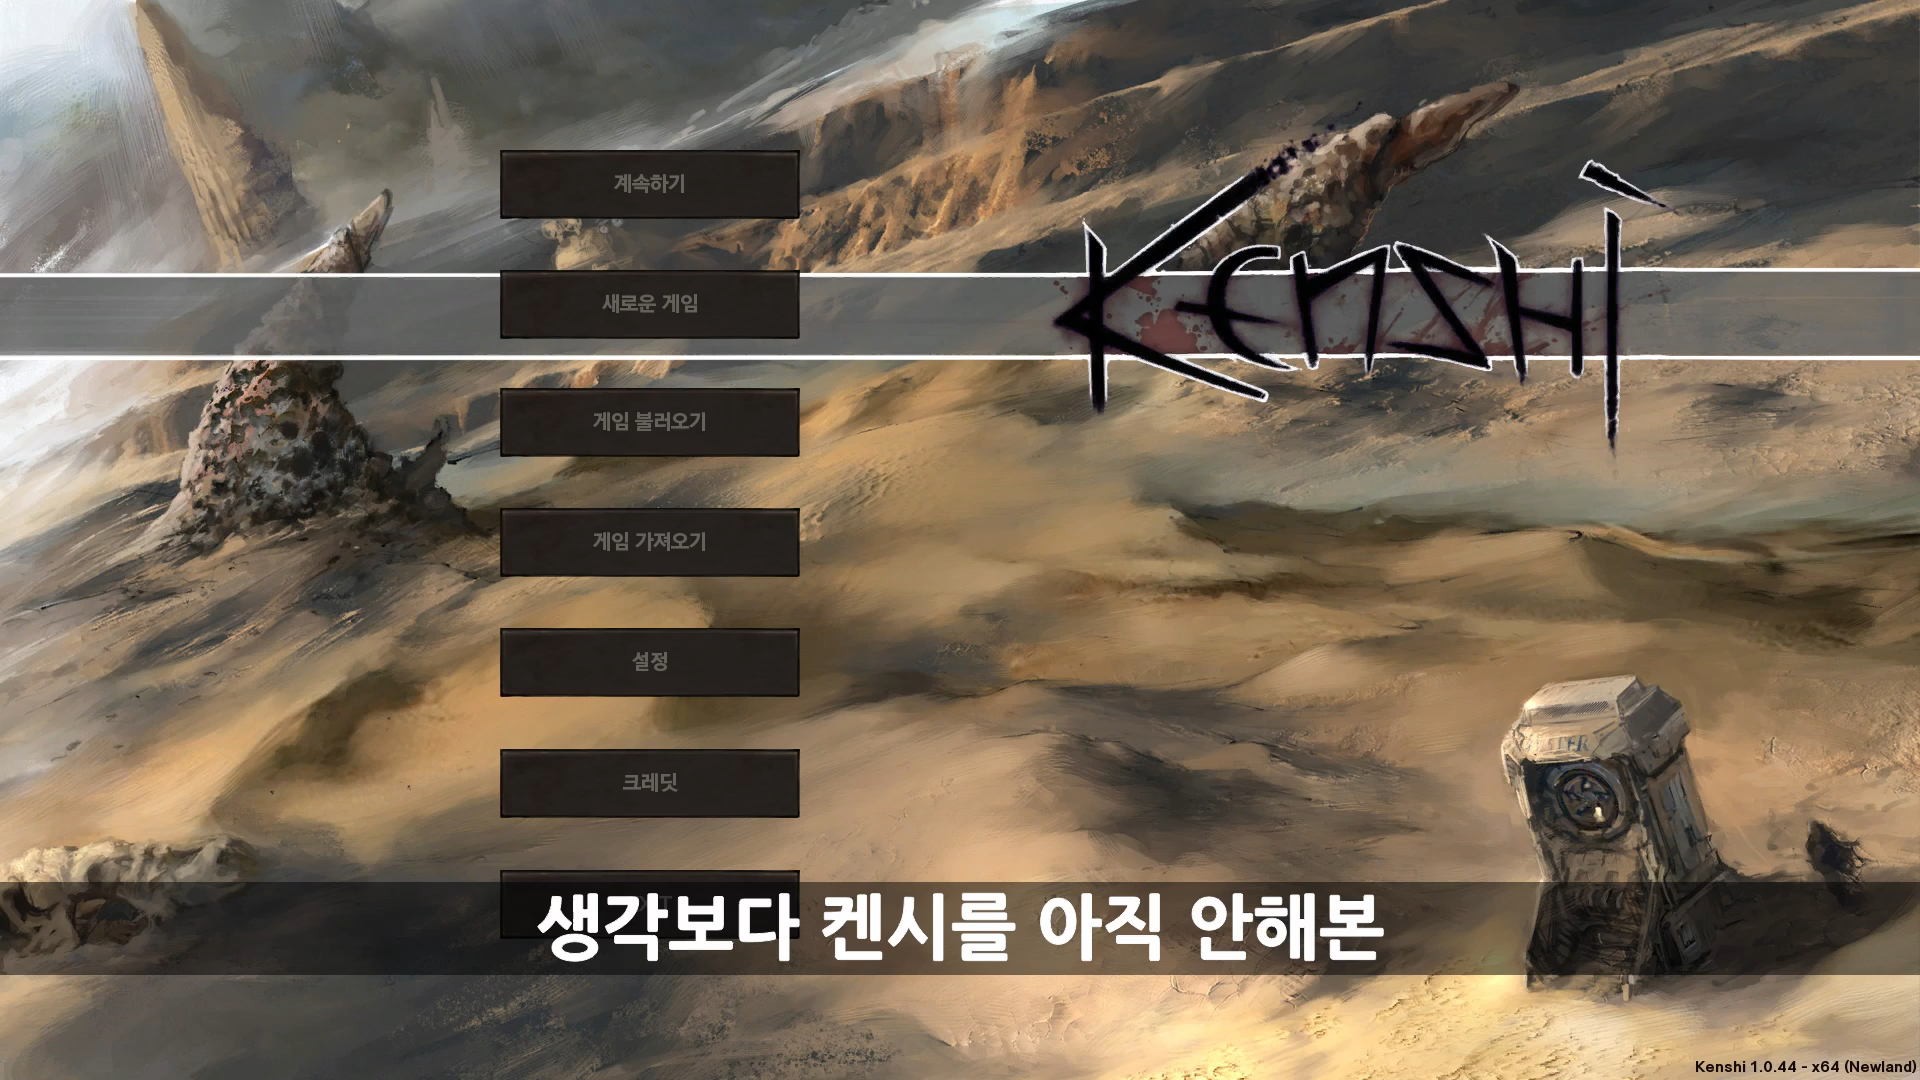 계속하기
새로운 게임
KENSHI
게임 불러오기
게임 가져오기
설정
크레딧
생각보다 켄시를 아직 안해본
Kenshi 1.0.44 - x64 (Newland)